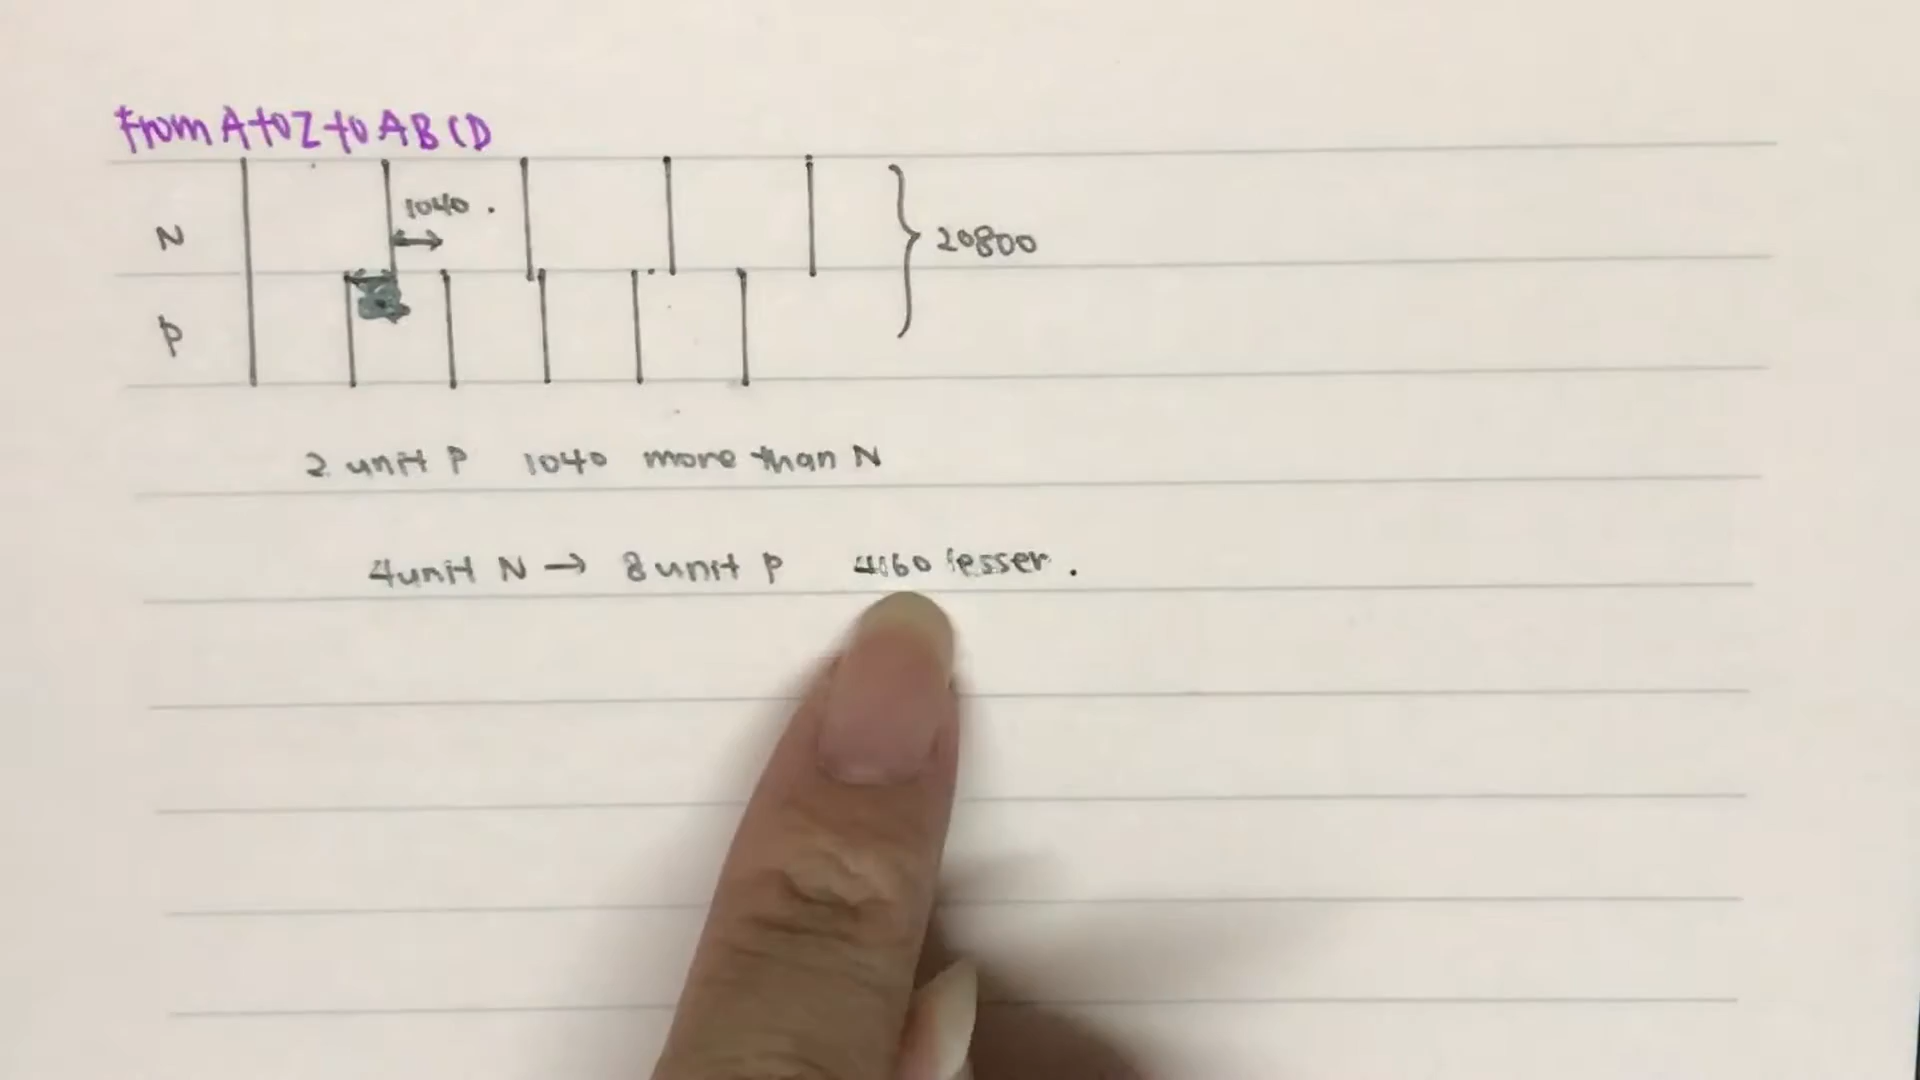 from A to Z to ABCD
1040 .
N
20800
P
2 unit P 1040 more than N
4 unit N → 8 unit P 4160 lesser .